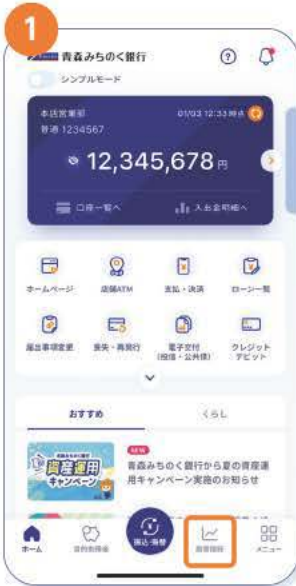 1
青森みちのく銀行
シンプルモード
本店営業部
01/03 12:33時点
普通 1234567
12,345,678 円
口座一覧へ
入出金明細へ
ホームページ
店舗ATM
支払・決済
ローン一覧
届出事項変更
喪失・再発行
電子交付
(投信・公共債)
クレジット
デビット
おすすめ
くらし
資産運用
キャンペーン
NEW
青森みちのく銀行から夏の資産運
用キャンペーン実施のお知らせ
ホーム
目的別預金
振込・振替
資産運用
メニュー